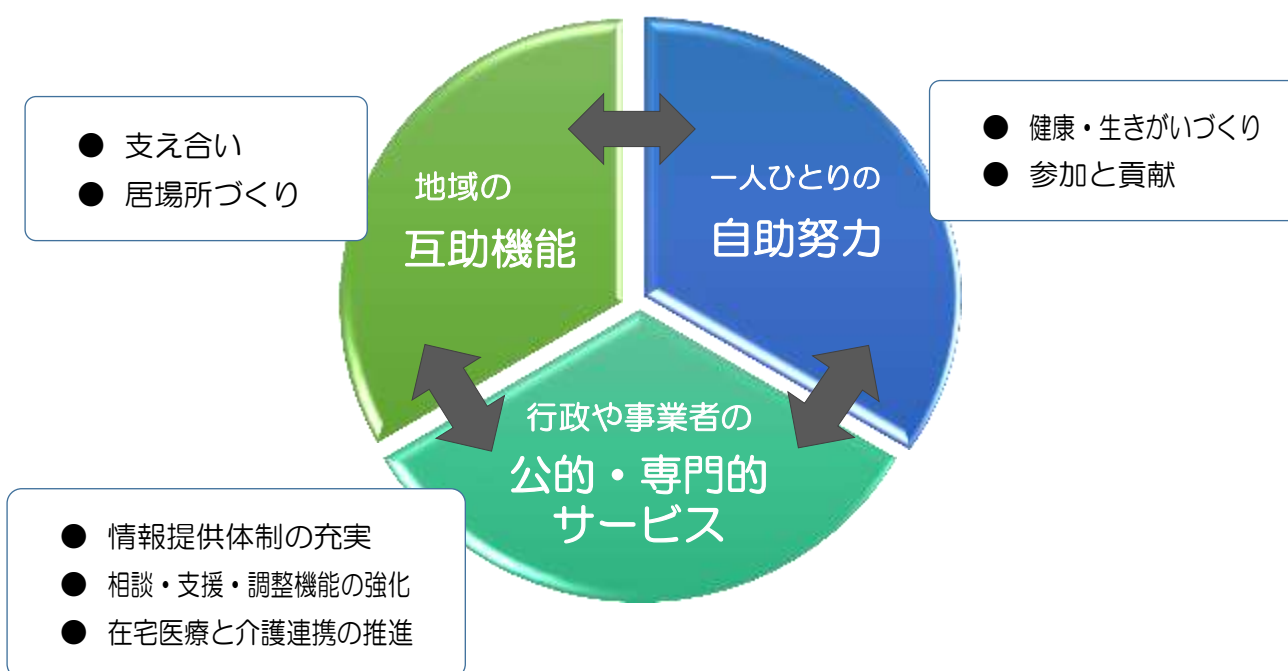 ● 支え合い
● 居場所づくり
地域の
互助機能
一人ひとりの
自助努力
● 健康・生きがいづくり
● 参加と貢献
行政や事業者の
公的・専門的
サービス
● 情報提供体制の充実
● 相談・支援・調整機能の強化
● 在宅医療と介護連携の推進